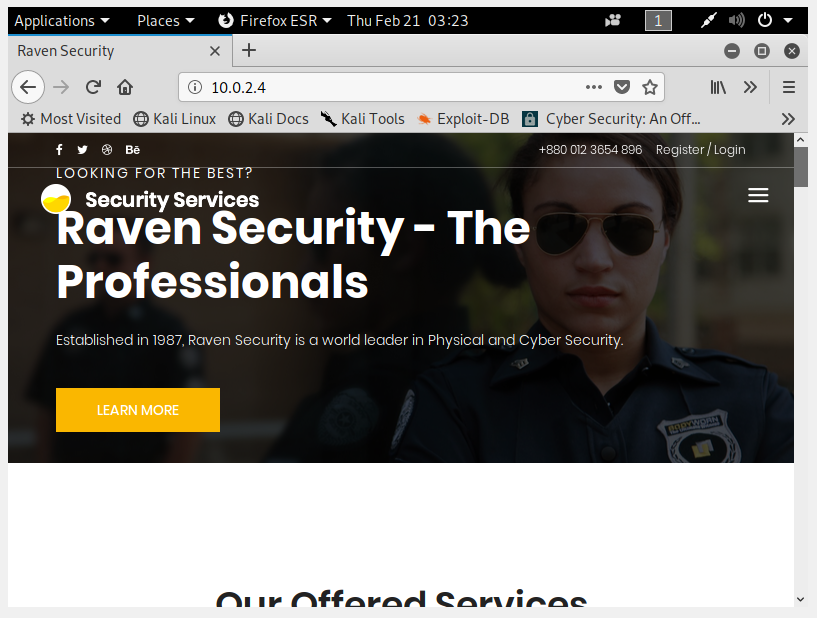 Applications Places Firefox ESR Thu Feb 21 03:23 1
Raven Security
10.0.2.4
Most Visited Kali Linux Kali Docs Kali Tools Exploit-DB Cyber Security: An Off...
+880 012 3654 896 Register / Login
LOOKING FOR THE BEST?
Security Services
Raven Security - The
Professionals
Established in 1987, Raven Security is a world leader in Physical and Cyber Security.
LEARN MORE
Our Offered Services